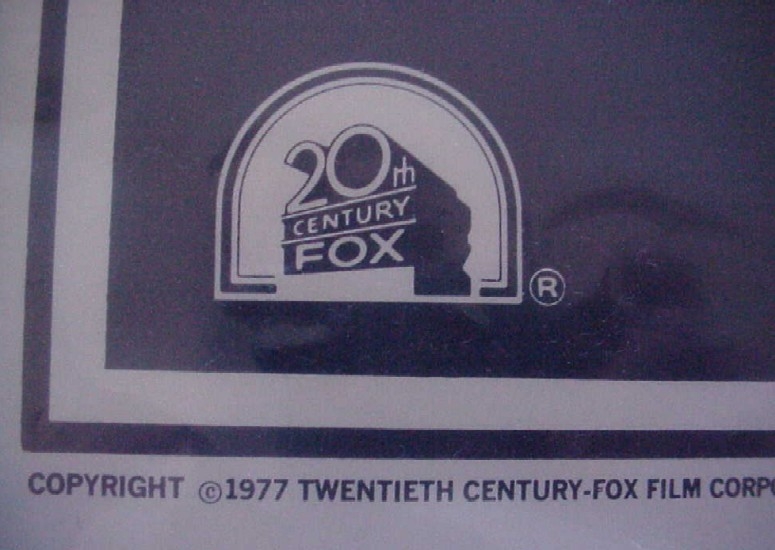 20th
CENTURY
FOX
®
COPYRIGHT ©1977 TWENTIETH CENTURY-FOX FILM